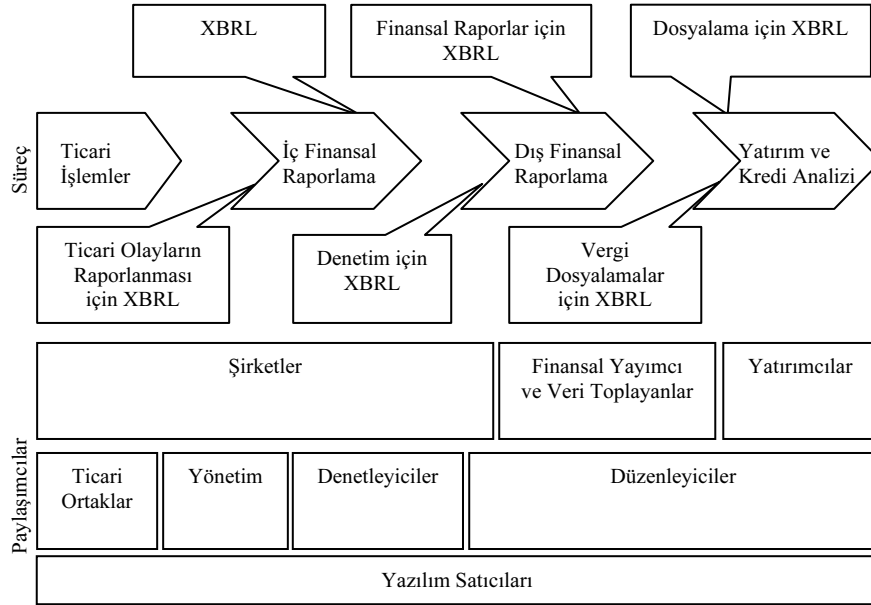 XBRL
Finansal Raporlar için
XBRL
Dosyalama için XBRL
Süreç
Ticari
İşlemler
İç Finansal
Raporlama
Dış Finansal
Raporlama
Yatırım ve
Kredi Analizi
Ticari Olayların
Raporlanması
için XBRL
Denetim için
XBRL
Vergi
Dosyalamalar
için XBRL
Paylaşımcılar
Şirketler
Finansal Yayımcı
ve Veri Toplayanlar
Yatırımcılar
Ticari
Ortaklar
Yönetim
Denetleyiciler
Düzenleyiciler
Yazılım Satıcıları